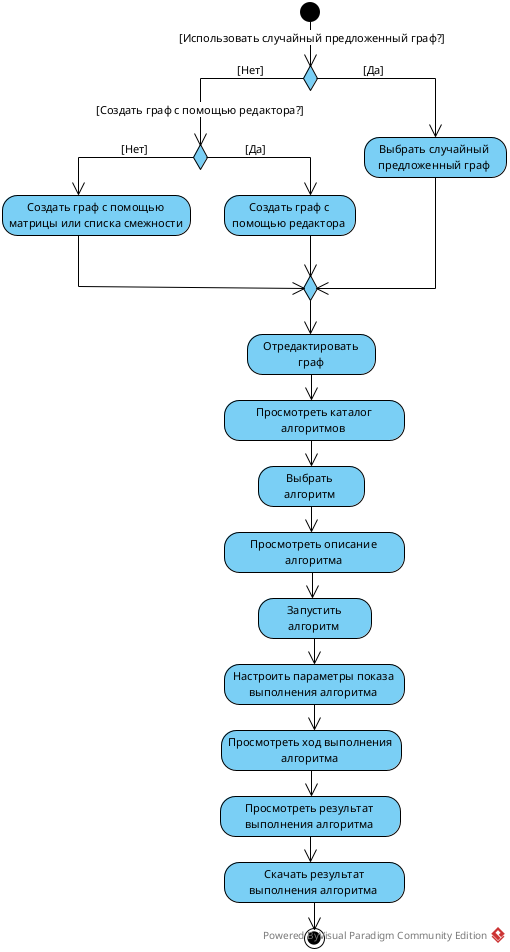 [Использовать случайный предложенный граф?]
[Нет]
[Да]
[Создать граф с помощью редактора?]
[Нет]
[Да]
Выбрать случайный
предложенный граф
Создать граф с помощью
матрицы или списка смежности
Создать граф с
помощью редактора
Отредактировать
граф
Просмотреть каталог
алгоритмов
Выбрать
алгоритм
Просмотреть описание
алгоритма
Запустить
алгоритм
Настроить параметры показа
выполнения алгоритма
Просмотреть ход выполнения
алгоритма
Просмотреть результат
выполнения алгоритма
Скачать результат
выполнения алгоритма
Powered By Visual Paradigm Community Edition